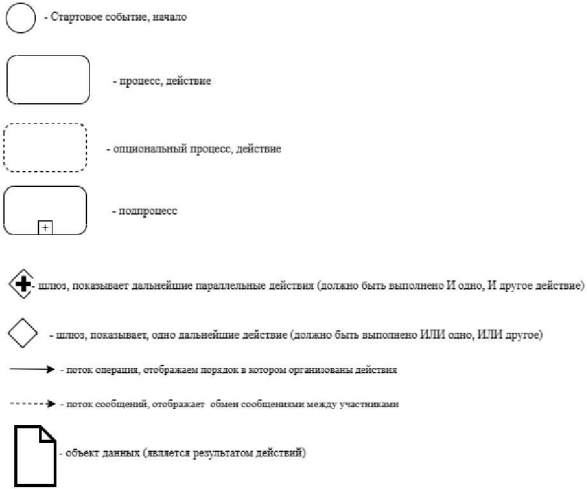 - Стартовое событие, начало
- процесс, действие
- опциональный процесс, действие
- подпроцесс
- шлюз, показывает дальнейшие параллельные действия (должно быть выполнено И одно, И другое действие)
- шлюз, показывает, одно дальнейшие действие (должно быть выполнено ИЛИ одно, ИЛИ другое)
- поток операция, отображаем порядок в котором организованы действия
- поток сообщений, отображает обмен сообщениями между участниками
- объект данных (является результатом действий)